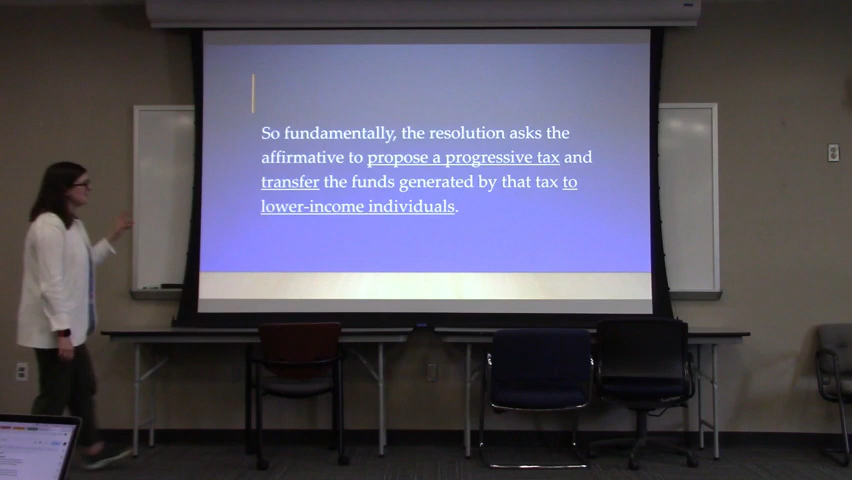 So fundamentally, the resolution asks the
affirmative to propose a progressive tax and
transfer the funds generated by that tax to
lower-income individuals.